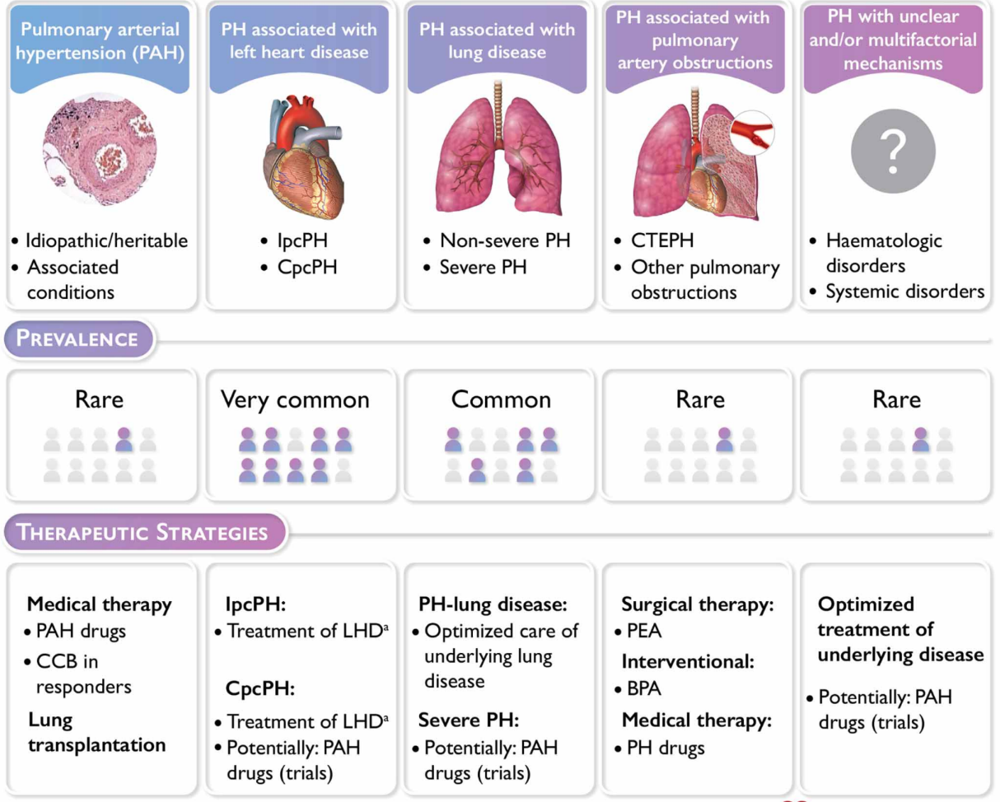 Pulmonary arterial
hypertension (PAH)
PH associated with
left heart disease
PH associated with
lung disease
PH associated with
pulmonary
artery obstructions
PH with unclear
and/or multifactorial
mechanisms
?
• Idiopathic/heritable
• Associated
conditions
• IpcPH
• CpcPH
• Non-severe PH
• Severe PH
• CTEPH
• Other pulmonary
obstructions
• Haematologic
disorders
• Systemic disorders
PREVALENCE
Rare
Very common
Common
Rare
Rare
THERAPEUTIC STRATEGIES
Medical therapy
• PAH drugs
• CCB in
responders
Lung
transplantation
IpcPH:
• Treatment of LHDᵃ
CpcPH:
• Treatment of LHDᵃ
• Potentially: PAH
drugs (trials)
PH-lung disease:
• Optimized care of
underlying lung
disease
Severe PH:
• Potentially: PAH
drugs (trials)
Surgical therapy:
• PEA
Interventional:
• BPA
Medical therapy:
• PH drugs
Optimized
treatment of
underlying disease
• Potentially: PAH
drugs (trials)